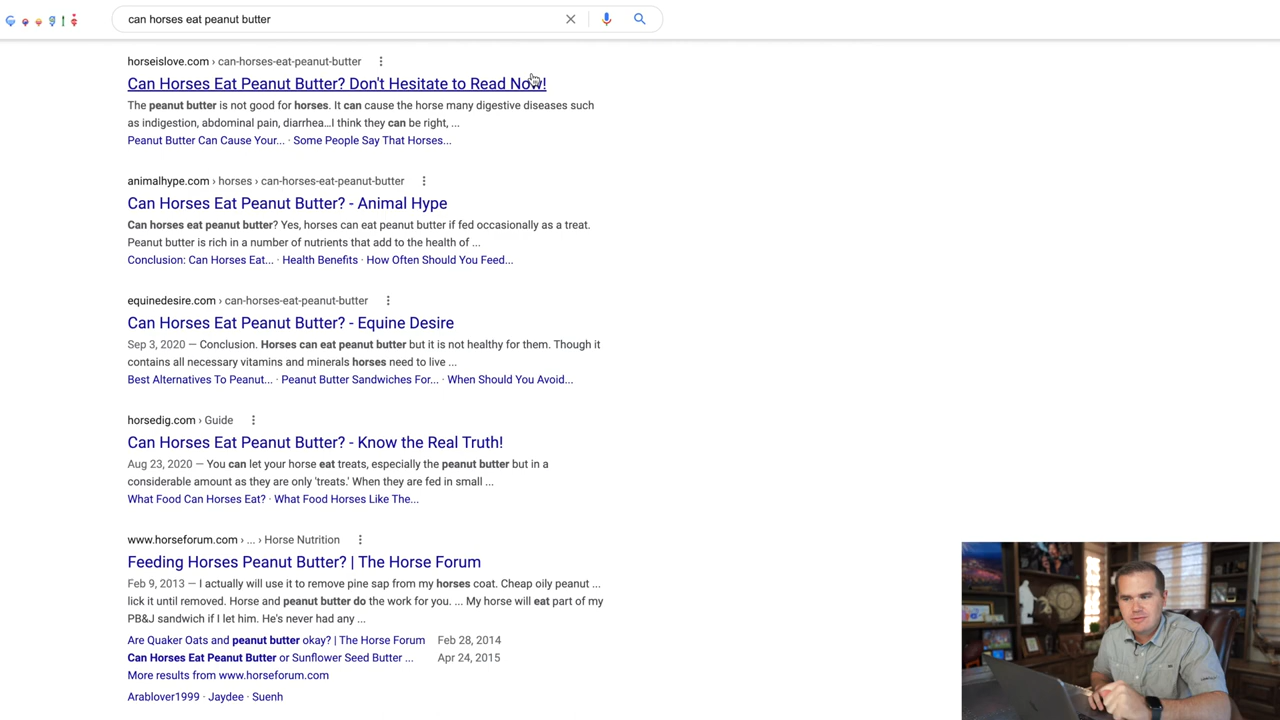 can horses eat peanut butter
horseislove.com › can-horses-eat-peanut-butter
Can Horses Eat Peanut Butter? Don't Hesitate to Read Now!
The peanut butter is not good for horses. It can cause the horse many digestive diseases such
as indigestion, abdominal pain, diarrhea...I think they can be right, ...
Peanut Butter Can Cause Your... · Some People Say That Horses...
animalhype.com › horses › can-horses-eat-peanut-butter
Can Horses Eat Peanut Butter? - Animal Hype
Can horses eat peanut butter? Yes, horses can eat peanut butter if fed occasionally as a treat.
Peanut butter is rich in a number of nutrients that add to the health of ...
Conclusion: Can Horses Eat... · Health Benefits · How Often Should You Feed...
equinedesire.com › can-horses-eat-peanut-butter
Can Horses Eat Peanut Butter? - Equine Desire
Sep 3, 2020 — Conclusion. Horses can eat peanut butter but it is not healthy for them. Though it
contains all necessary vitamins and minerals horses need to live ...
Best Alternatives To Peanut... · Peanut Butter Sandwiches For... · When Should You Avoid...
horsedig.com › Guide
Can Horses Eat Peanut Butter? - Know the Real Truth!
Aug 23, 2020 — You can let your horse eat treats, especially the peanut butter but in a
considerable amount as they are only 'treats.' When they are fed in small ...
What Food Can Horses Eat? · What Food Horses Like The...
www.horseforum.com › ... › Horse Nutrition
Feeding Horses Peanut Butter? | The Horse Forum
Feb 9, 2013 — I actually will use it to remove pine sap from my horses coat. Cheap oily peanut ...
lick it until removed. Horse and peanut butter do the work for you. ... My horse will eat part of my
PB&J sandwich if I let him. He's never had any ...
Are Quaker Oats and peanut butter okay? | The Horse Forum Feb 28, 2014
Can Horses Eat Peanut Butter or Sunflower Seed Butter ... Apr 24, 2015
More results from www.horseforum.com
Arablover1999 · Jaydee · Suenh